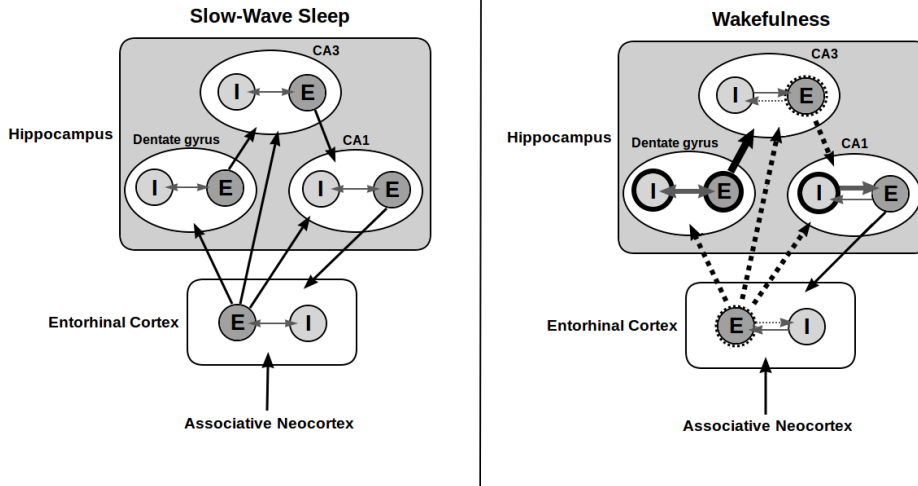 Slow-Wave Sleep
CA3
I
E
Hippocampus
Dentate gyrus
CA1
I
E
I
E
Entorhinal Cortex
E
I
Associative Neocortex
Wakefulness
CA3
I
E
Hippocampus
Dentate gyrus
CA1
I
E
I
E
Entorhinal Cortex
E
I
Associative Neocortex